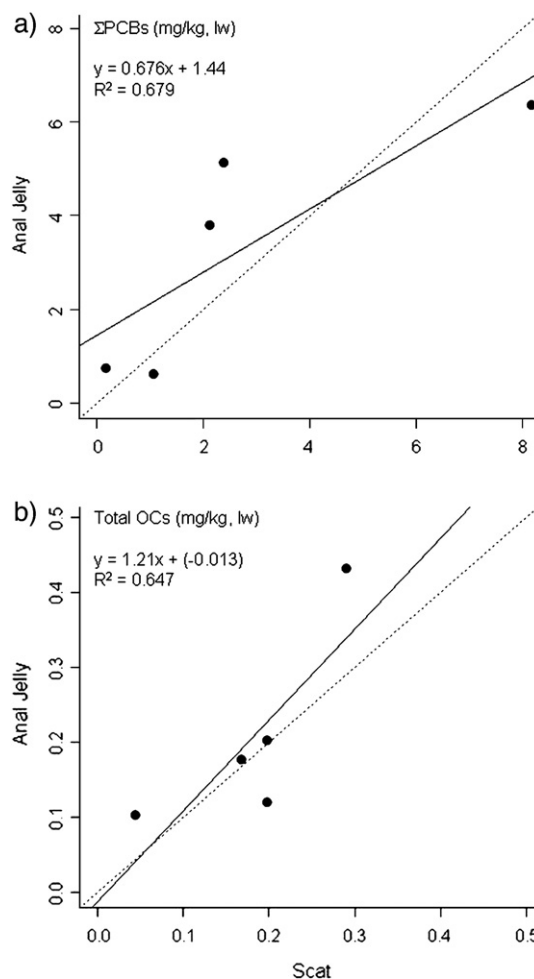 a)
ΣPCBs (mg/kg, lw)
y = 0.676x + 1.44
R² = 0.679
Anal Jelly
8
6
4
2
0
0 2 4 6 8
b)
Total OCs (mg/kg, lw)
y = 1.21x + (-0.013)
R² = 0.647
Anal Jelly
0.5
0.4
0.3
0.2
0.1
0.0
0.0 0.1 0.2 0.3 0.4 0.5
Scat